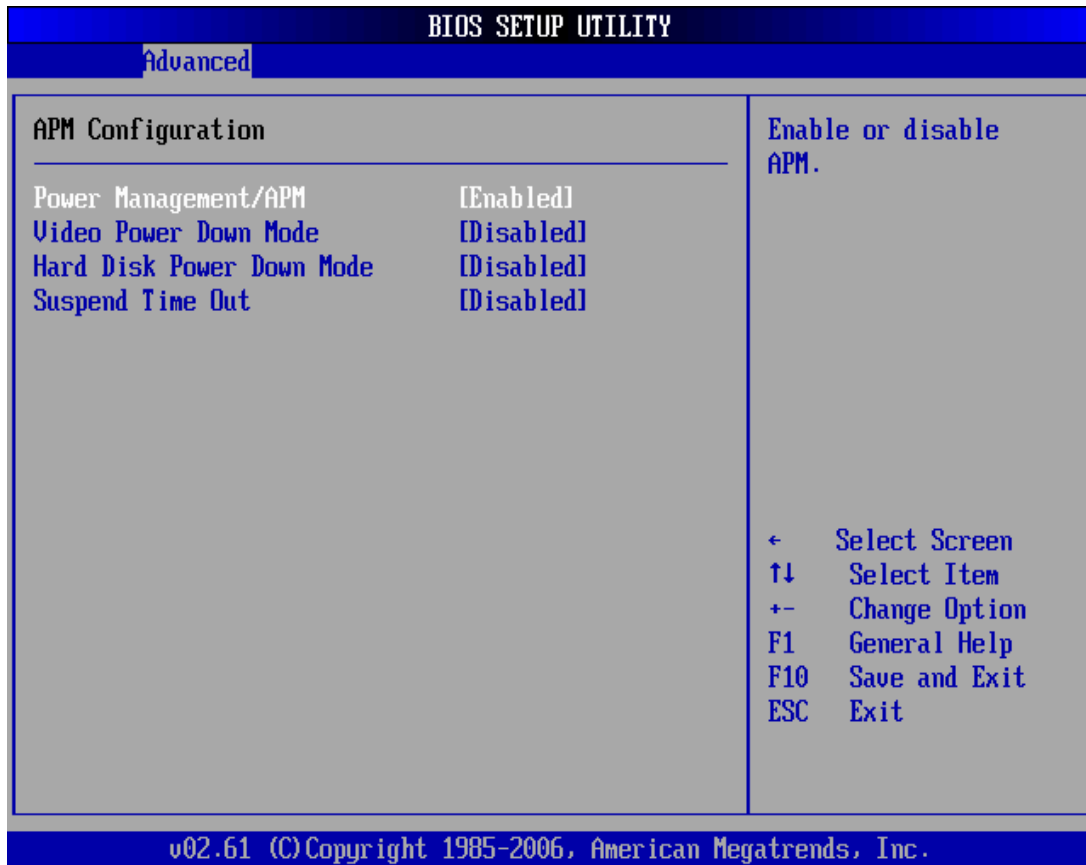 BIOS SETUP UTILITY
Advanced
APM Configuration
Power Management/APM [Enabled]
Video Power Down Mode [Disabled]
Hard Disk Power Down Mode [Disabled]
Suspend Time Out [Disabled]
Enable or disable
APM.
← Select Screen
↑↓ Select Item
+- Change Option
F1 General Help
F10 Save and Exit
ESC Exit
v02.61 (C)Copyright 1985-2006, American Megatrends, Inc.